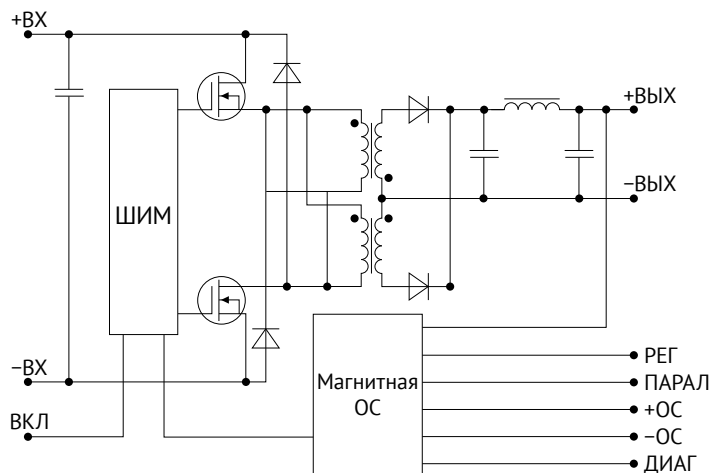 +ВХ
+ВЫХ
−ВЫХ
ШИМ
−ВХ
ВКЛ
Магнитная
ОС
РЕГ
ПАРАЛ
+ОС
−ОС
ДИАГ